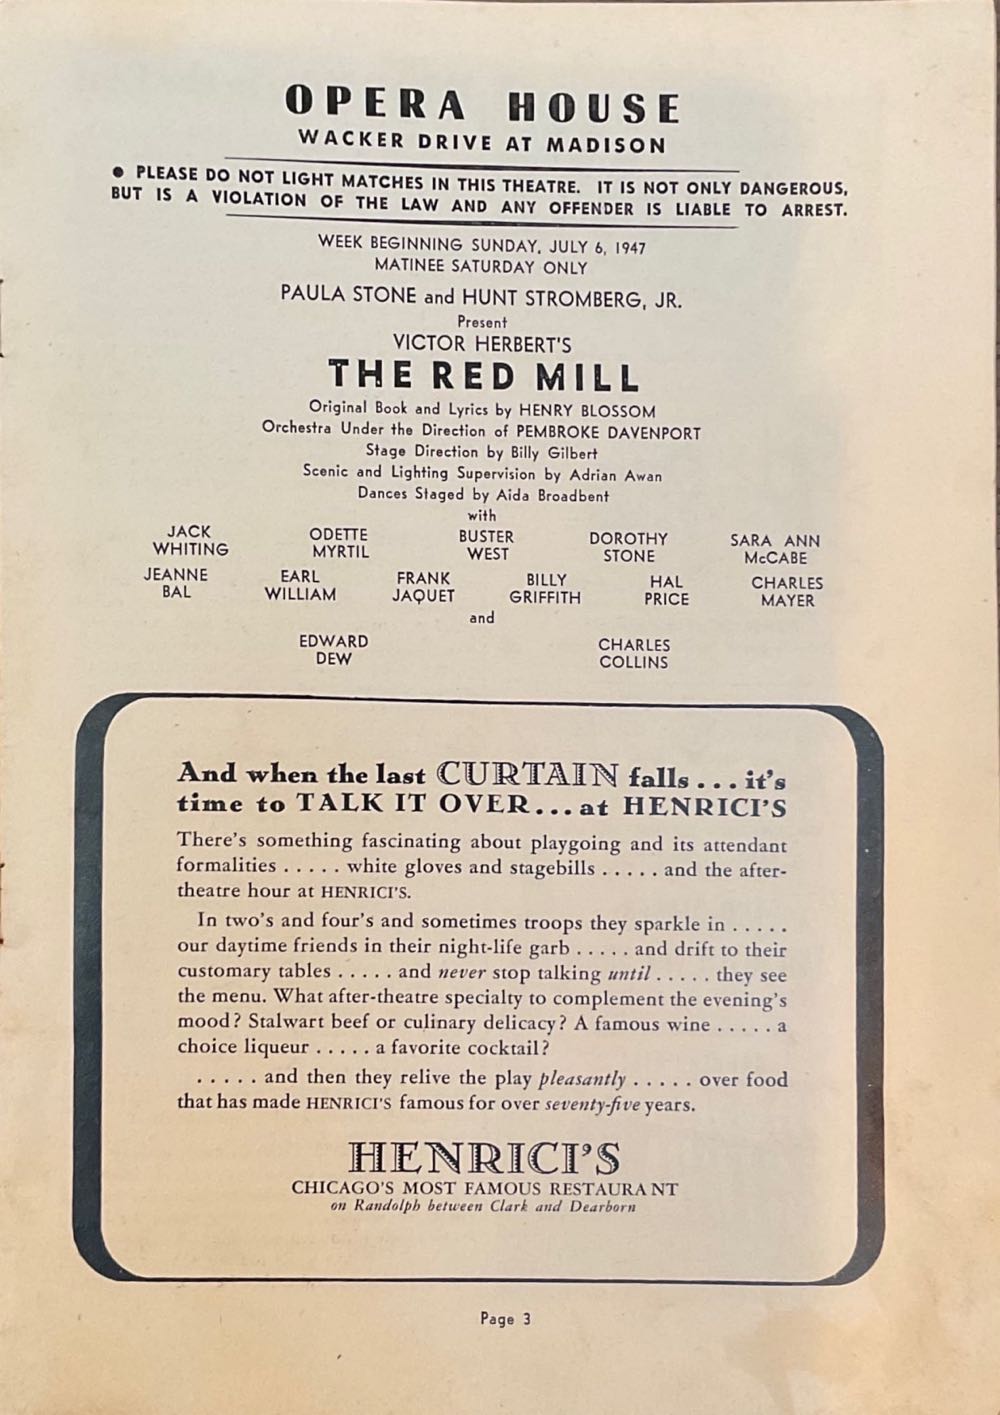 OPERA HOUSE
WACKER DRIVE AT MADISON
● PLEASE DO NOT LIGHT MATCHES IN THIS THEATRE. IT IS NOT ONLY DANGEROUS,
BUT IS A VIOLATION OF THE LAW AND ANY OFFENDER IS LIABLE TO ARREST.
WEEK BEGINNING SUNDAY, JULY 6, 1947
MATINEE SATURDAY ONLY
PAULA STONE and HUNT STROMBERG, JR.
Present
VICTOR HERBERT'S
THE RED MILL
Original Book and Lyrics by HENRY BLOSSOM
Orchestra Under the Direction of PEMBROKE DAVENPORT
Stage Direction by Billy Gilbert
Scenic and Lighting Supervision by Adrian Awan
Dances Staged by Aida Broadbent
with
JACK ODETTE BUSTER DOROTHY SARA ANN
WHITING MYRTIL WEST STONE McCABE
JEANNE EARL FRANK BILLY HAL CHARLES
BAL WILLIAM JAQUET GRIFFITH PRICE MAYER
and
EDWARD CHARLES
DEW COLLINS
And when the last CURTAIN falls...it's
time to TALK IT OVER...at HENRICI'S
There's something fascinating about playgoing and its attendant
formalities ..... white gloves and stagebills ..... and the after-
theatre hour at HENRICI'S.
In two's and four's and sometimes troops they sparkle in .....
our daytime friends in their night-life garb ..... and drift to their
customary tables ..... and never stop talking until ..... they see
the menu. What after-theatre specialty to complement the evening's
mood? Stalwart beef or culinary delicacy? A famous wine ..... a
choice liqueur ..... a favorite cocktail?
..... and then they relive the play pleasantly ..... over food
that has made HENRICI'S famous for over seventy-five years.
HENRICI'S
CHICAGO'S MOST FAMOUS RESTAURANT
on Randolph between Clark and Dearborn
Page 3